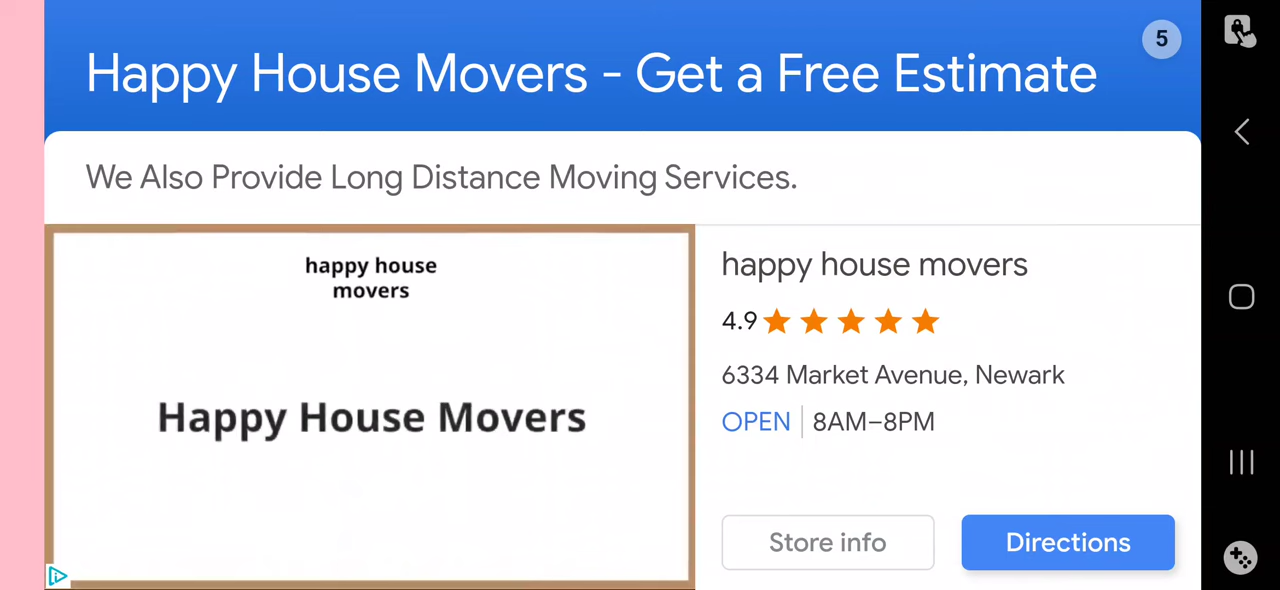 Happy House Movers - Get a Free Estimate
5
We Also Provide Long Distance Moving Services.
happy house
movers
Happy House Movers
happy house movers
4.9
6334 Market Avenue, Newark
OPEN | 8AM–8PM
Store info
Directions